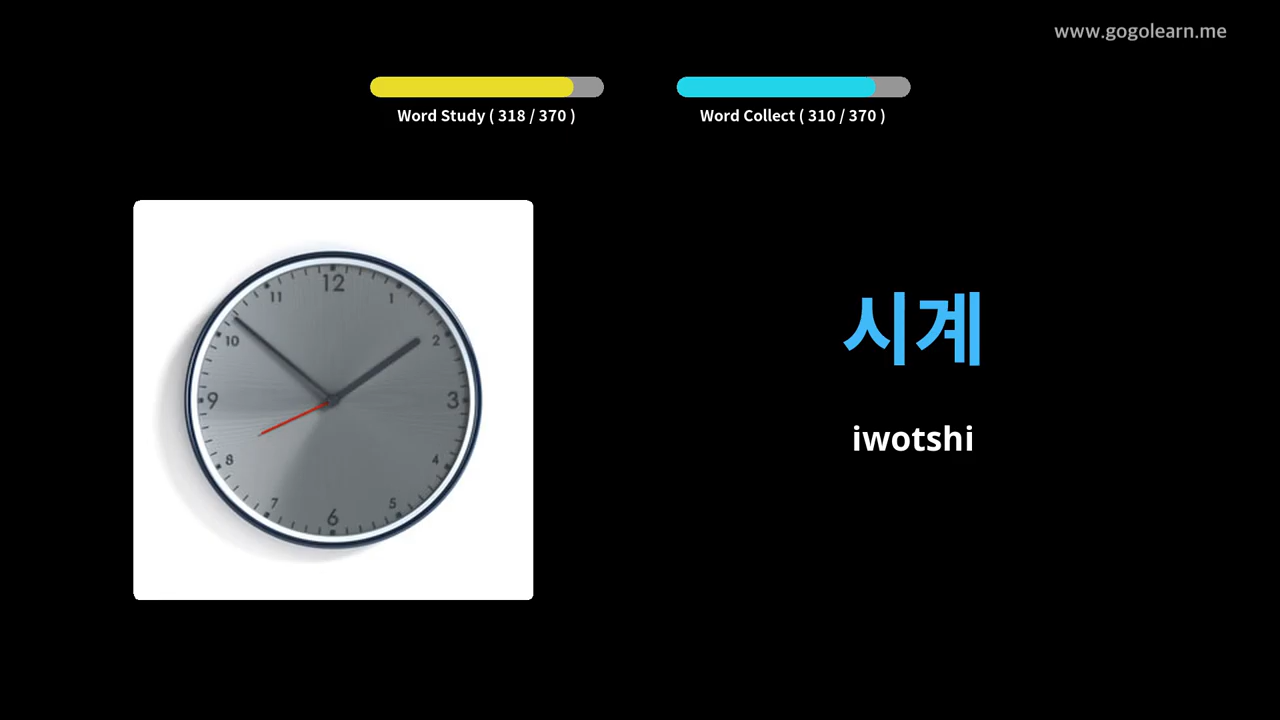 www.gogolearn.me
Word Study ( 318 / 370 )
Word Collect ( 310 / 370 )
12
11
1
10
2
9
3
8
4
7
5
6
시계
iwotshi